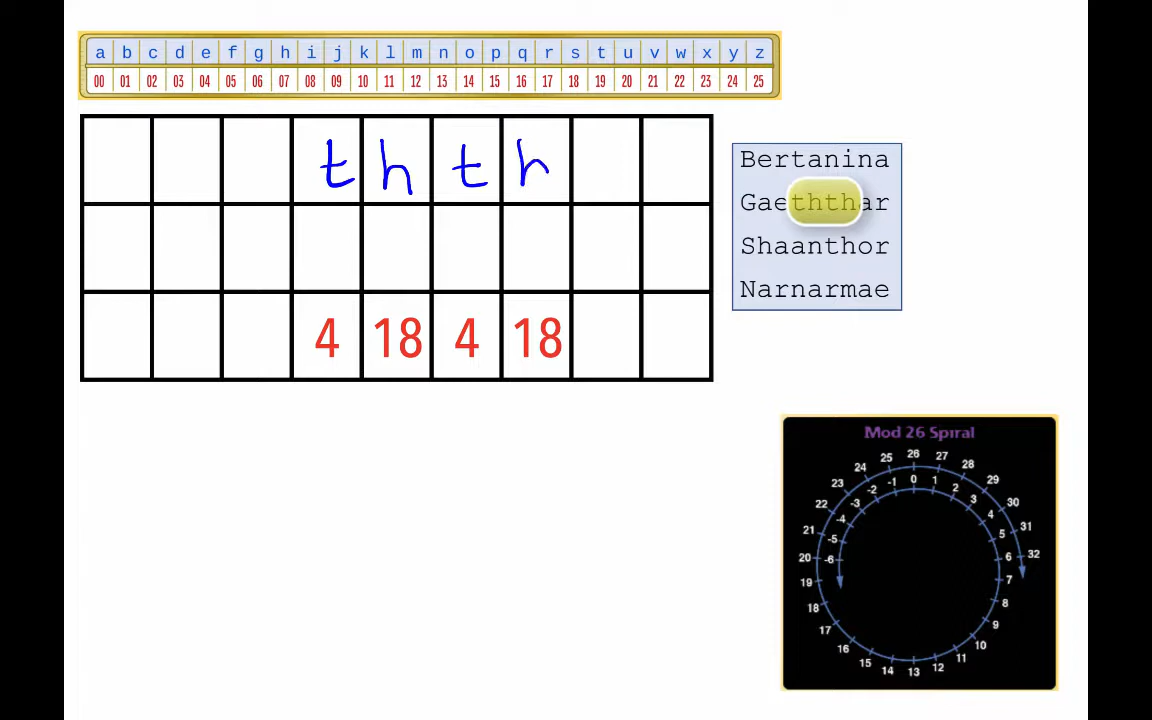 a b c d e f g h i j k l m n o p q r s t u v w x y z
00 01 02 03 04 05 06 07 08 09 10 11 12 13 14 15 16 17 18 19 20 21 22 23 24 25
t h t h
4 18 4 18
Bertanina
Gaeththar
Shaanthor
Narnarmae
Mod 26 Spiral
26 27 28 29 30 31 32
0 1 2 3 4 5 6 7 8 9 10 11 12 13 14 15 16 17 18 19 20 21 22 23 24 25
-1 -2 -3 -4 -5 -6